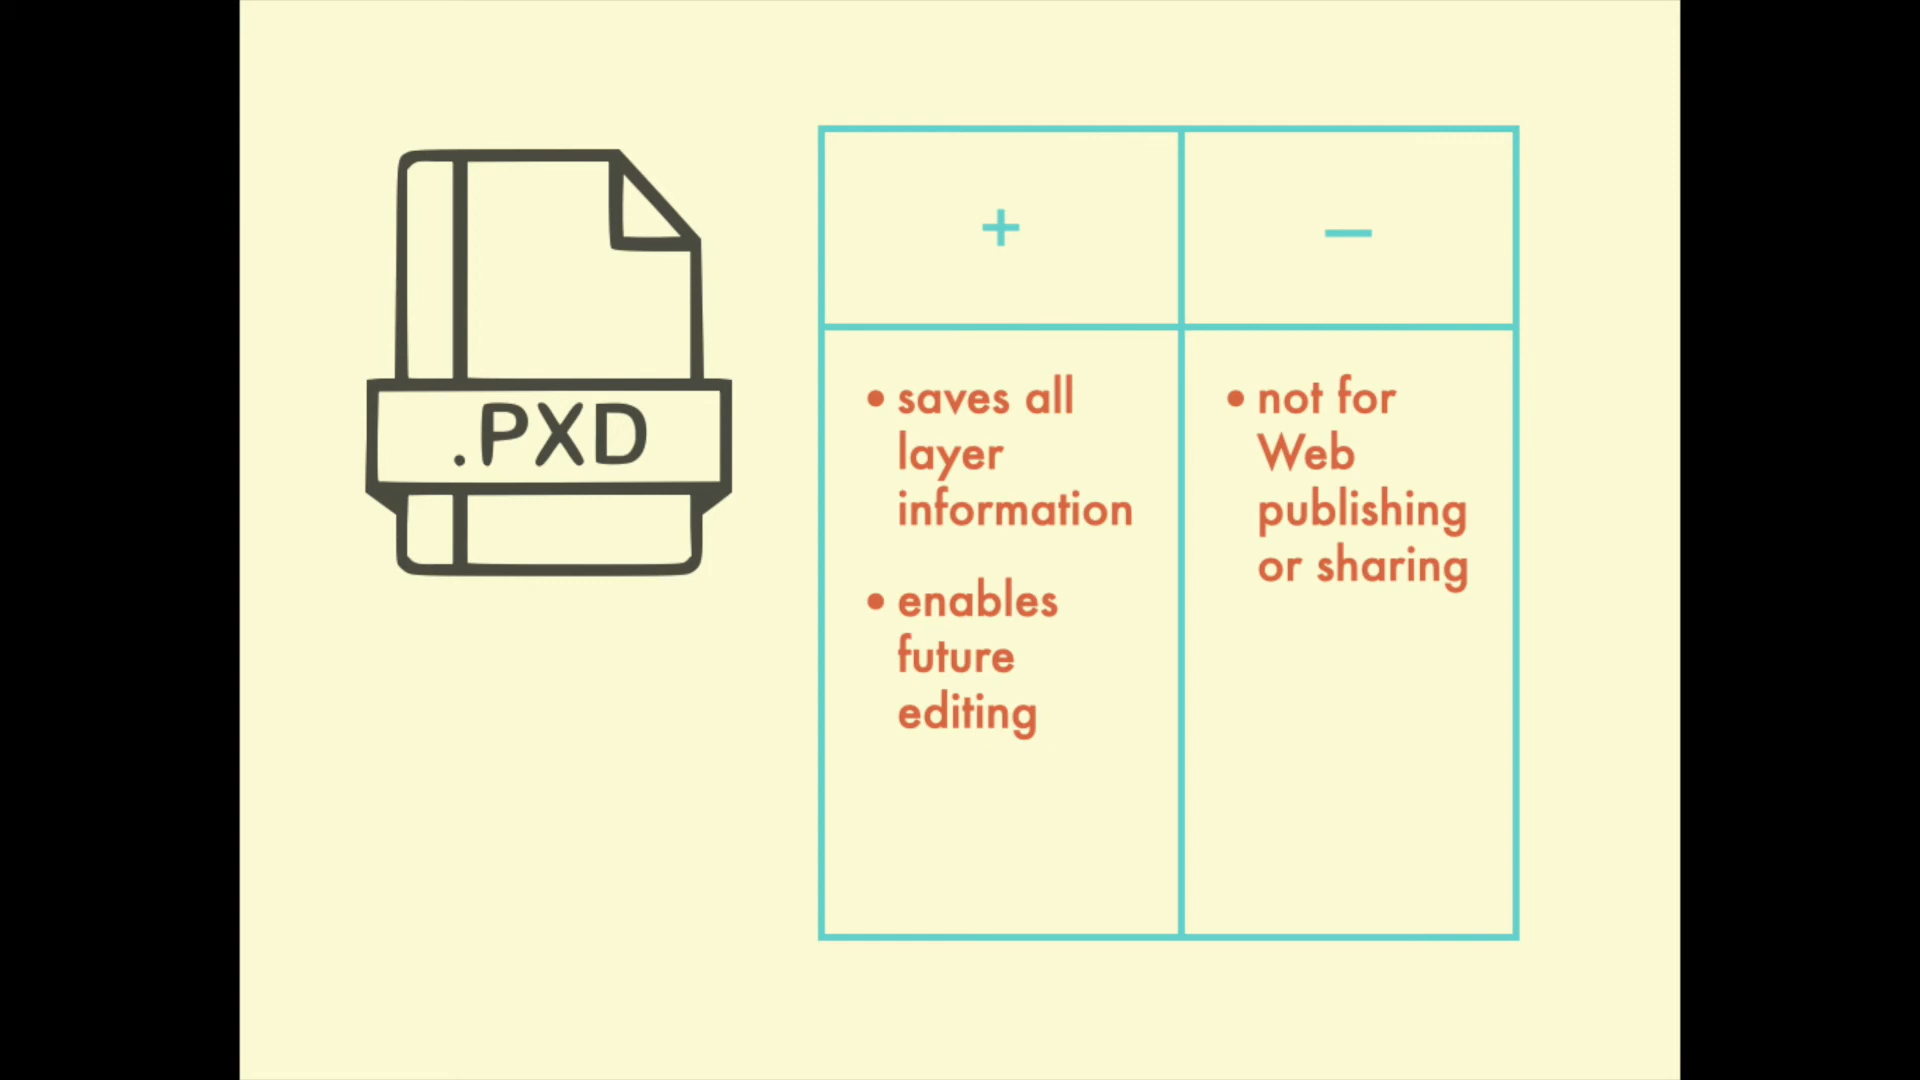 .PXD
+
–
• saves all
layer
information
• enables
future
editing
• not for
Web
publishing
or sharing